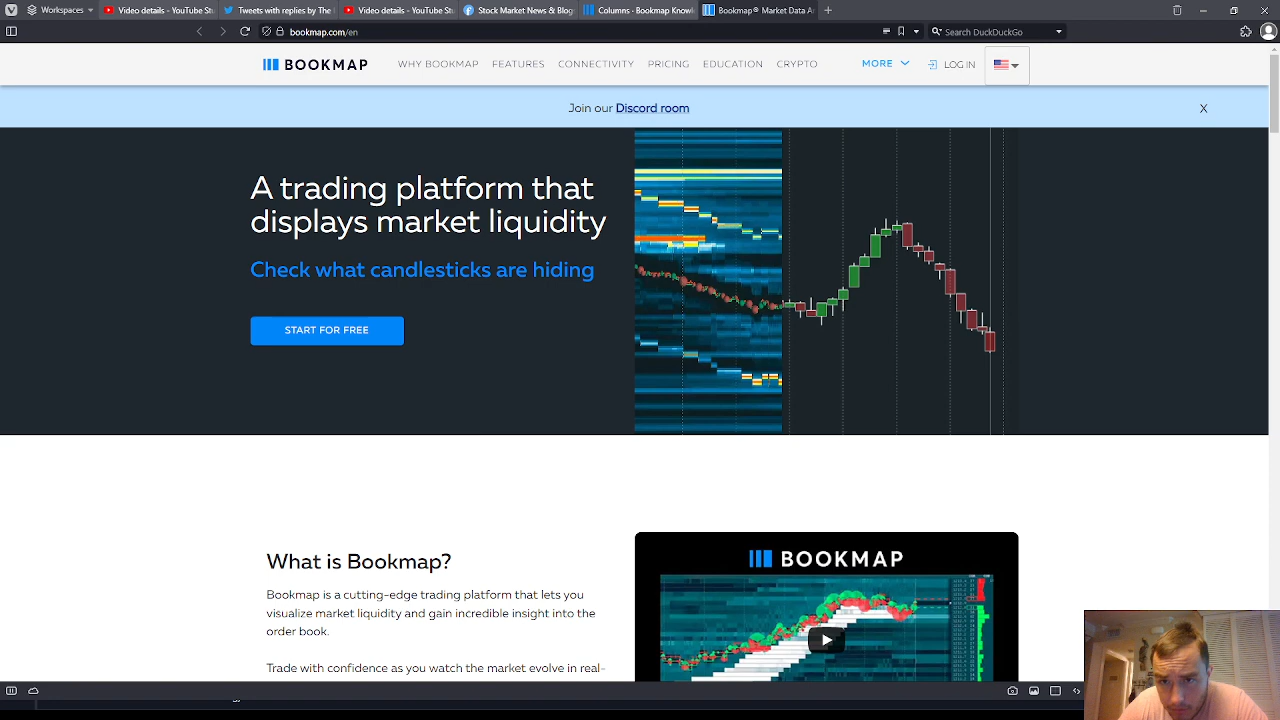 Workspaces
Video details - YouTube St
Tweets with replies by The
Video details - YouTube St
Stock Market News & Blog
Columns - Bookmap Know
Bookmap® Market Data A
bookmap.com/en
Search DuckDuckGo
BOOKMAP
WHY BOOKMAP
FEATURES
CONNECTIVITY
PRICING
EDUCATION
CRYPTO
MORE
LOG IN
Join our Discord room
X
A trading platform that
displays market liquidity
Check what candlesticks are hiding
START FOR FREE
What is Bookmap?
Bookmap is a cutting-edge trading platform that lets you
visualize market liquidity and gain incredible insight into the
order book.
Trade with confidence as you watch the market evolve in real-
BOOKMAP